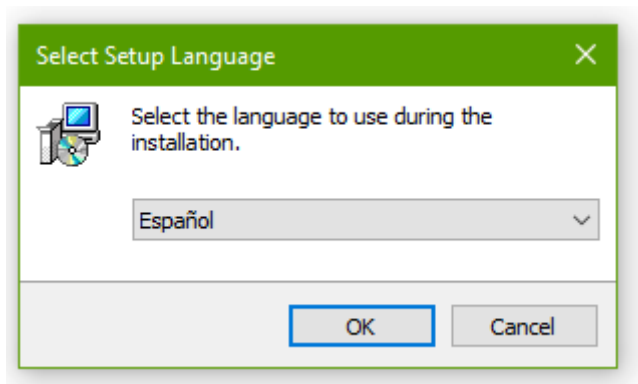 Select Setup Language
Select the language to use during the
installation.
Español
OK
Cancel